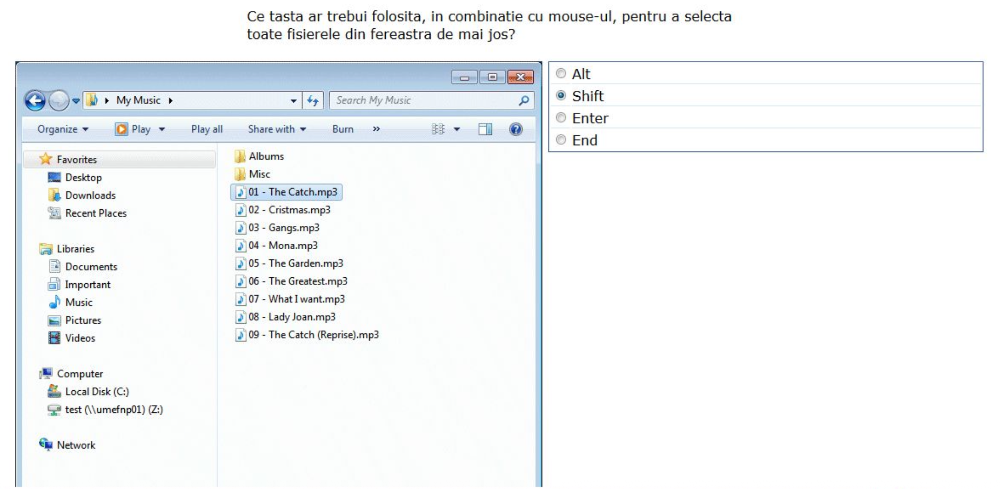 Ce tasta ar trebui folosita, in combinatie cu mouse-ul, pentru a selecta
toate fisierele din fereastra de mai jos?
My Music
Search My Music
Organize
Play
Play all
Share with
Burn
»
Favorites
Desktop
Downloads
Recent Places
Libraries
Documents
Important
Music
Pictures
Videos
Computer
Local Disk (C:)
test (\\umefnp01) (Z:)
Network
Albums
Misc
01 - The Catch.mp3
02 - Cristmas.mp3
03 - Gangs.mp3
04 - Mona.mp3
05 - The Garden.mp3
06 - The Greatest.mp3
07 - What I want.mp3
08 - Lady Joan.mp3
09 - The Catch (Reprise).mp3
Alt
Shift
Enter
End